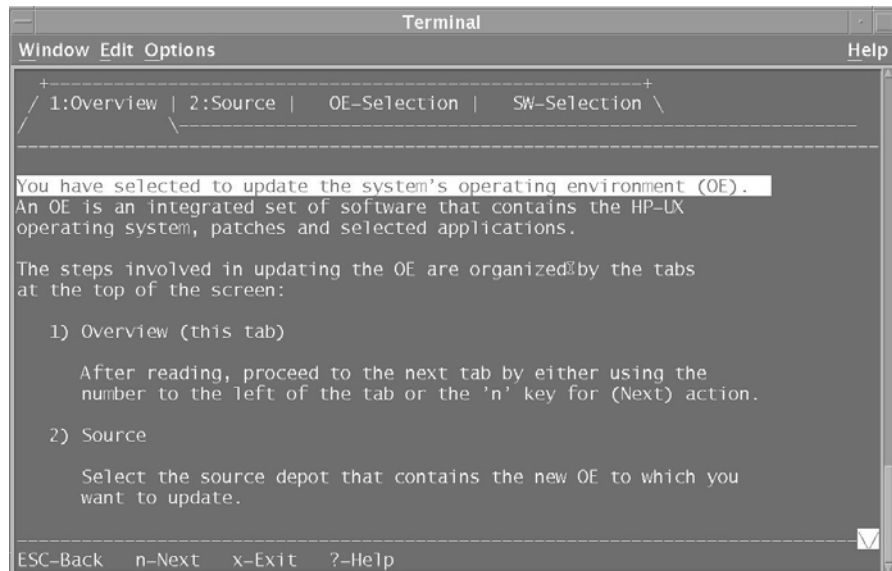 Terminal
Window Edit Options Help
/ 1:Overview | 2:Source | OE-Selection | SW-Selection \
You have selected to update the system's operating environment (OE).
An OE is an integrated set of software that contains the HP-UX
operating system, patches and selected applications.
The steps involved in updating the OE are organized by the tabs
at the top of the screen:
1) Overview (this tab)
After reading, proceed to the next tab by either using the
number to the left of the tab or the 'n' key for (Next) action.
2) Source
Select the source depot that contains the new OE to which you
want to update.
ESC-Back n-Next x-Exit ?-Help